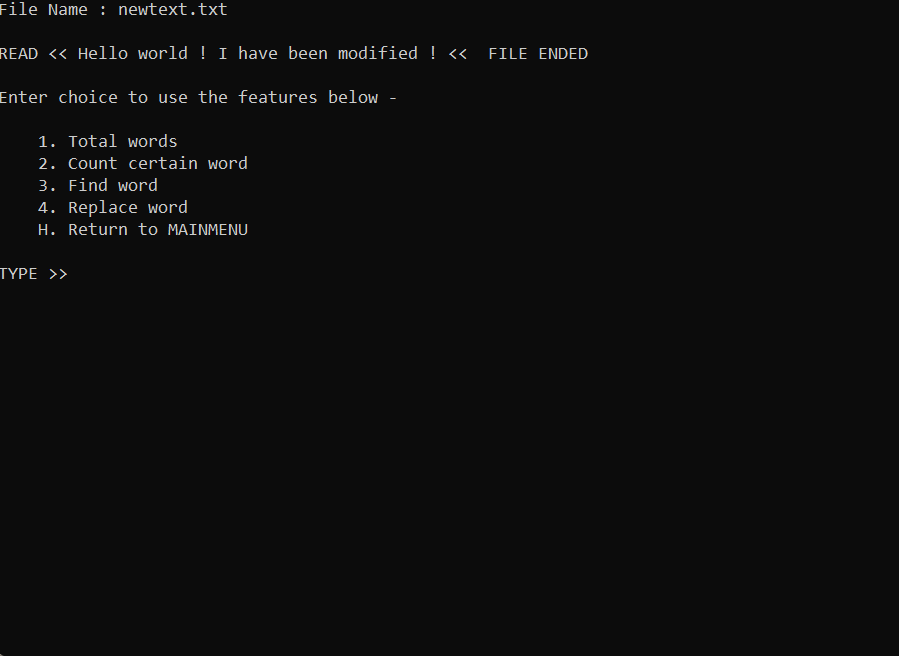 File Name : newtext.txt
READ << Hello world ! I have been modified ! <<  FILE ENDED
Enter choice to use the features below -
1. Total words
2. Count certain word
3. Find word
4. Replace word
H. Return to MAINMENU
TYPE >>